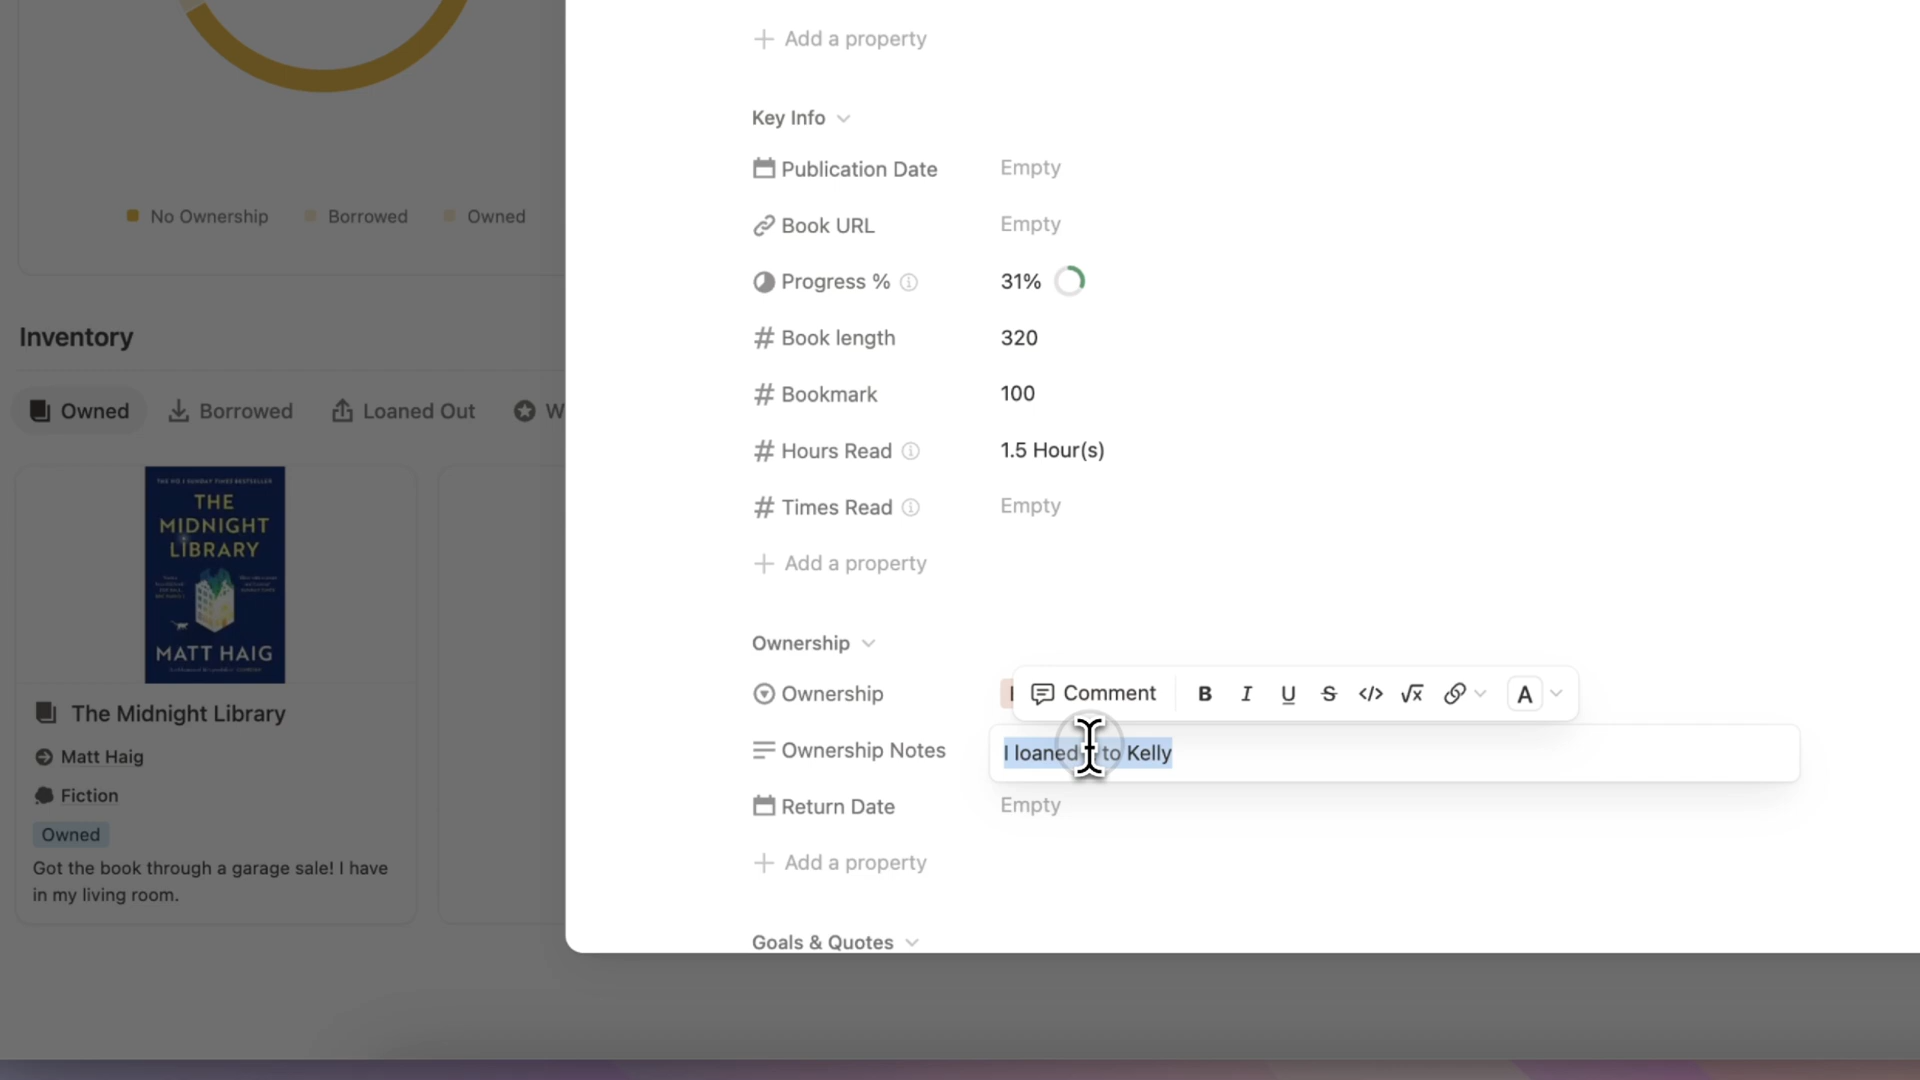 Add a property
Key Info
Publication Date Empty
Book URL Empty
Progress % 31%
Book length 320
Bookmark 100
Hours Read 1.5 Hour(s)
Times Read Empty
Add a property
Ownership
Ownership
Comment B I U S </> √x A
Ownership Notes I loaned to Kelly
Return Date Empty
Add a property
Goals & Quotes
No Ownership Borrowed Owned
Inventory
Owned Borrowed Loaned Out W
THE
MIDNIGHT
LIBRARY
MATT HAIG
The Midnight Library
Matt Haig
Fiction
Owned
Got the book through a garage sale! I have
in my living room.